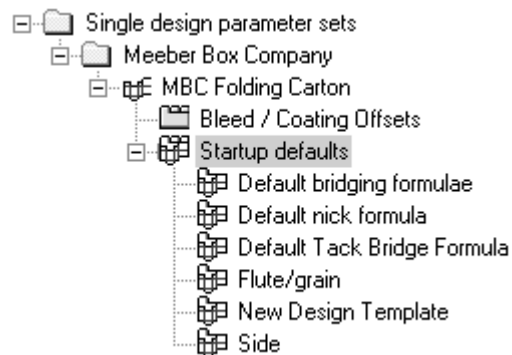 Single design parameter sets
Meeber Box Company
MBC Folding Carton
Bleed / Coating Offsets
Startup defaults
Default bridging formulae
Default nick formula
Default Tack Bridge Formula
Flute/grain
New Design Template
Side